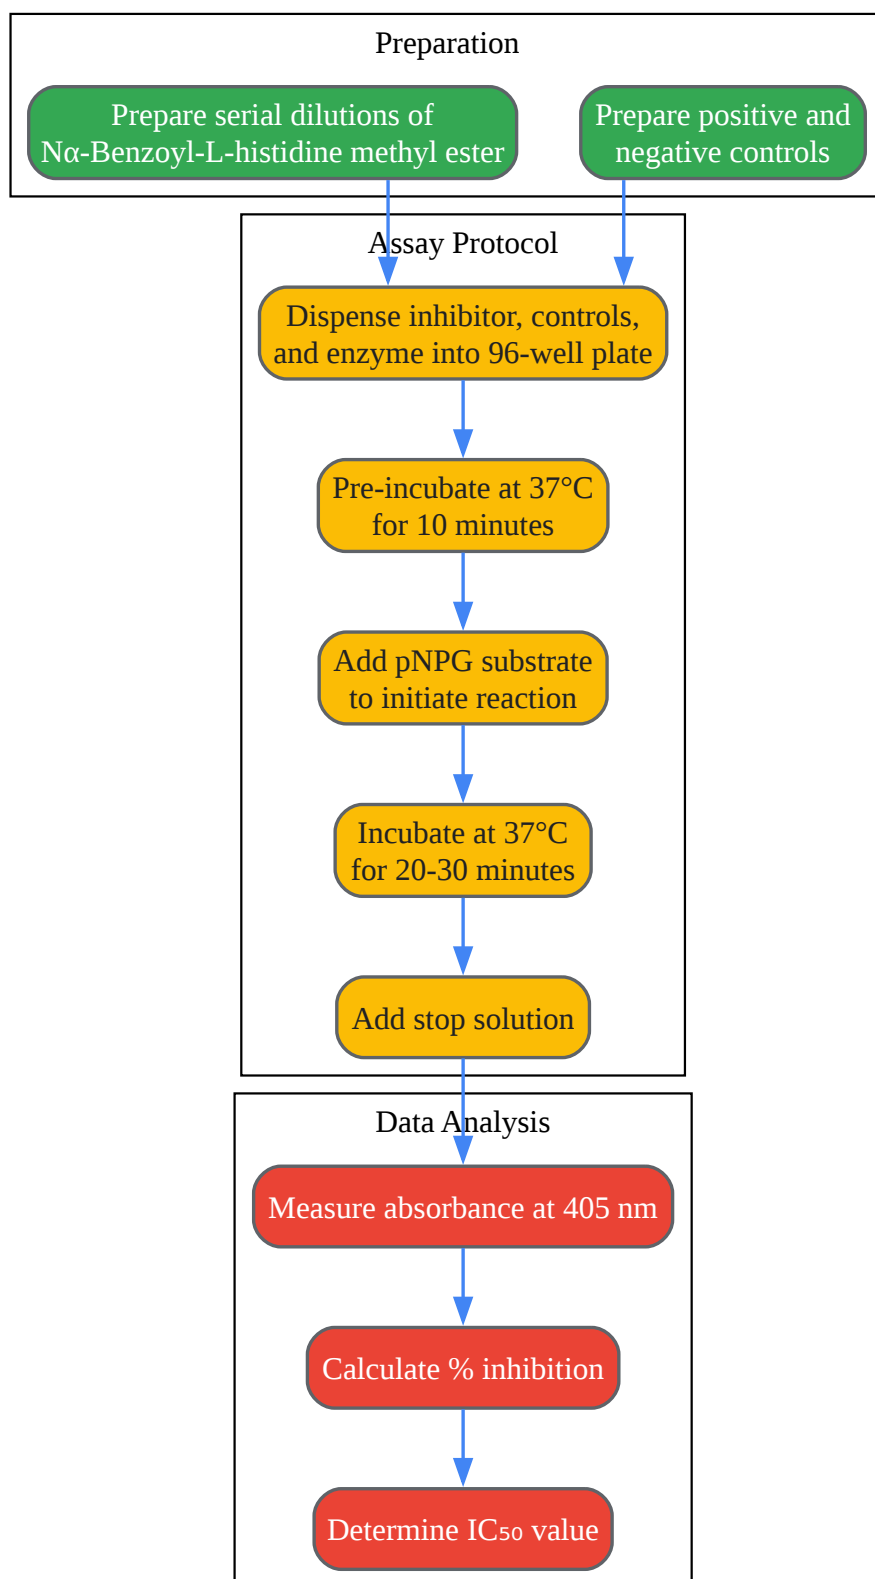 Preparation
Prepare serial dilutions of
Nα-Benzoyl-L-histidine methyl ester
Prepare positive and
negative controls
Assay Protocol
Dispense inhibitor, controls,
and enzyme into 96-well plate
Pre-incubate at 37°C
for 10 minutes
Add pNPG substrate
to initiate reaction
Incubate at 37°C
for 20-30 minutes
Add stop solution
Data Analysis
Measure absorbance at 405 nm
Calculate % inhibition
Determine IC₅₀ value